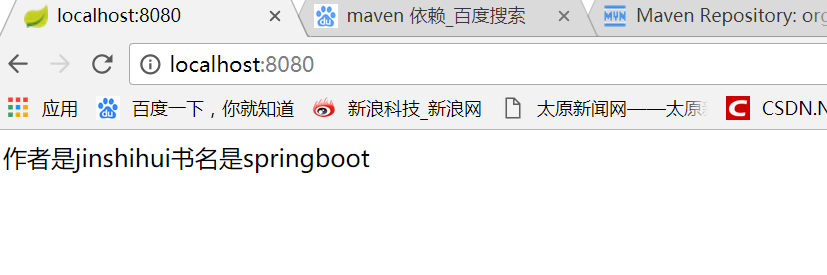 localhost:8080 maven 依赖_百度搜索 Maven Repository: org
localhost:8080
应用 百度一下，你就知道 新浪科技_新浪网 太原新闻网——太原 CSDN.N
作者是jinshihui书名是springboot